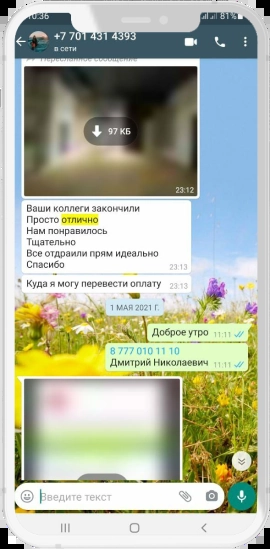 10:36
81%
+7 701 431 4393
в сети
Пересланное сообщение
97 КБ
23:12
Ваши коллеги закончили
Просто отлично
Нам понравилось
Тщательно
Все отдраили прям идеально
Спасибо
23:13
Куда я могу перевести оплату
23:13
1 МАЯ 2021 Г.
Доброе утро
11:11
8 777 010 11 10
Дмитрий Николаевич
11:11
Введите текст